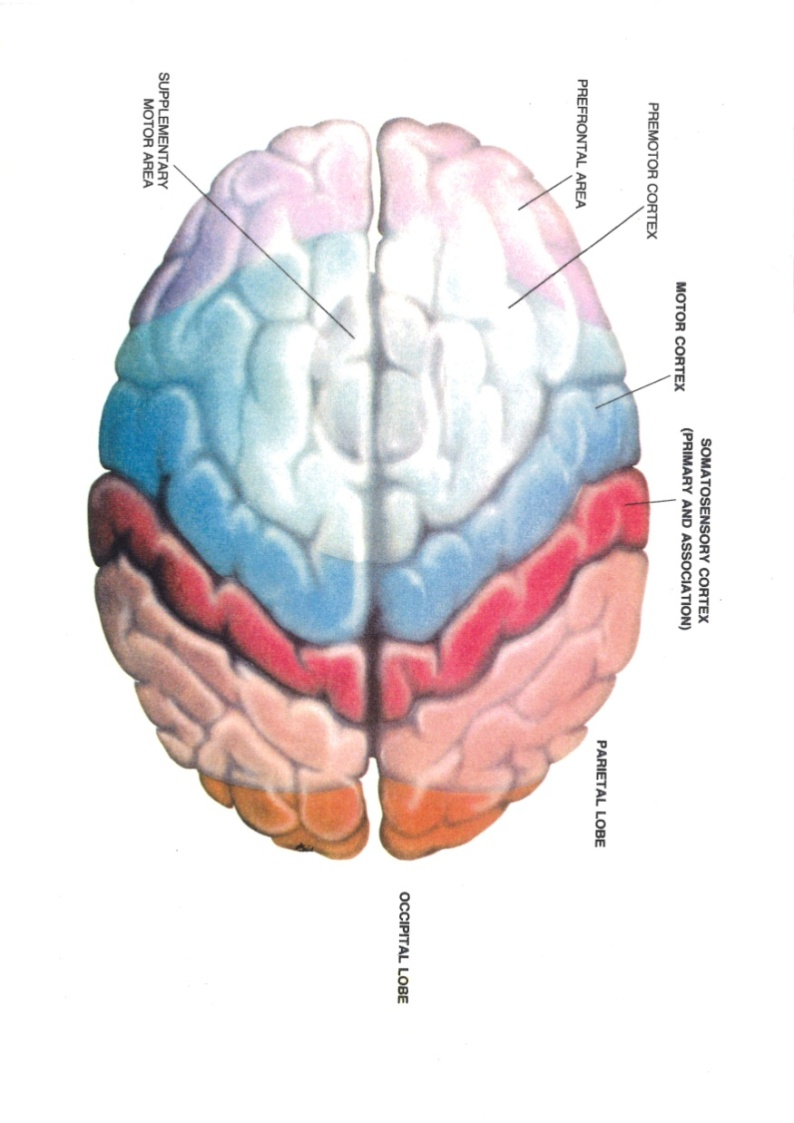 PREMOTOR CORTEX
PREFRONTAL AREA
SUPPLEMENTARY
MOTOR AREA
MOTOR CORTEX
SOMATOSENSORY CORTEX
(PRIMARY AND ASSOCIATION)
PARIETAL LOBE
OCCIPITAL LOBE